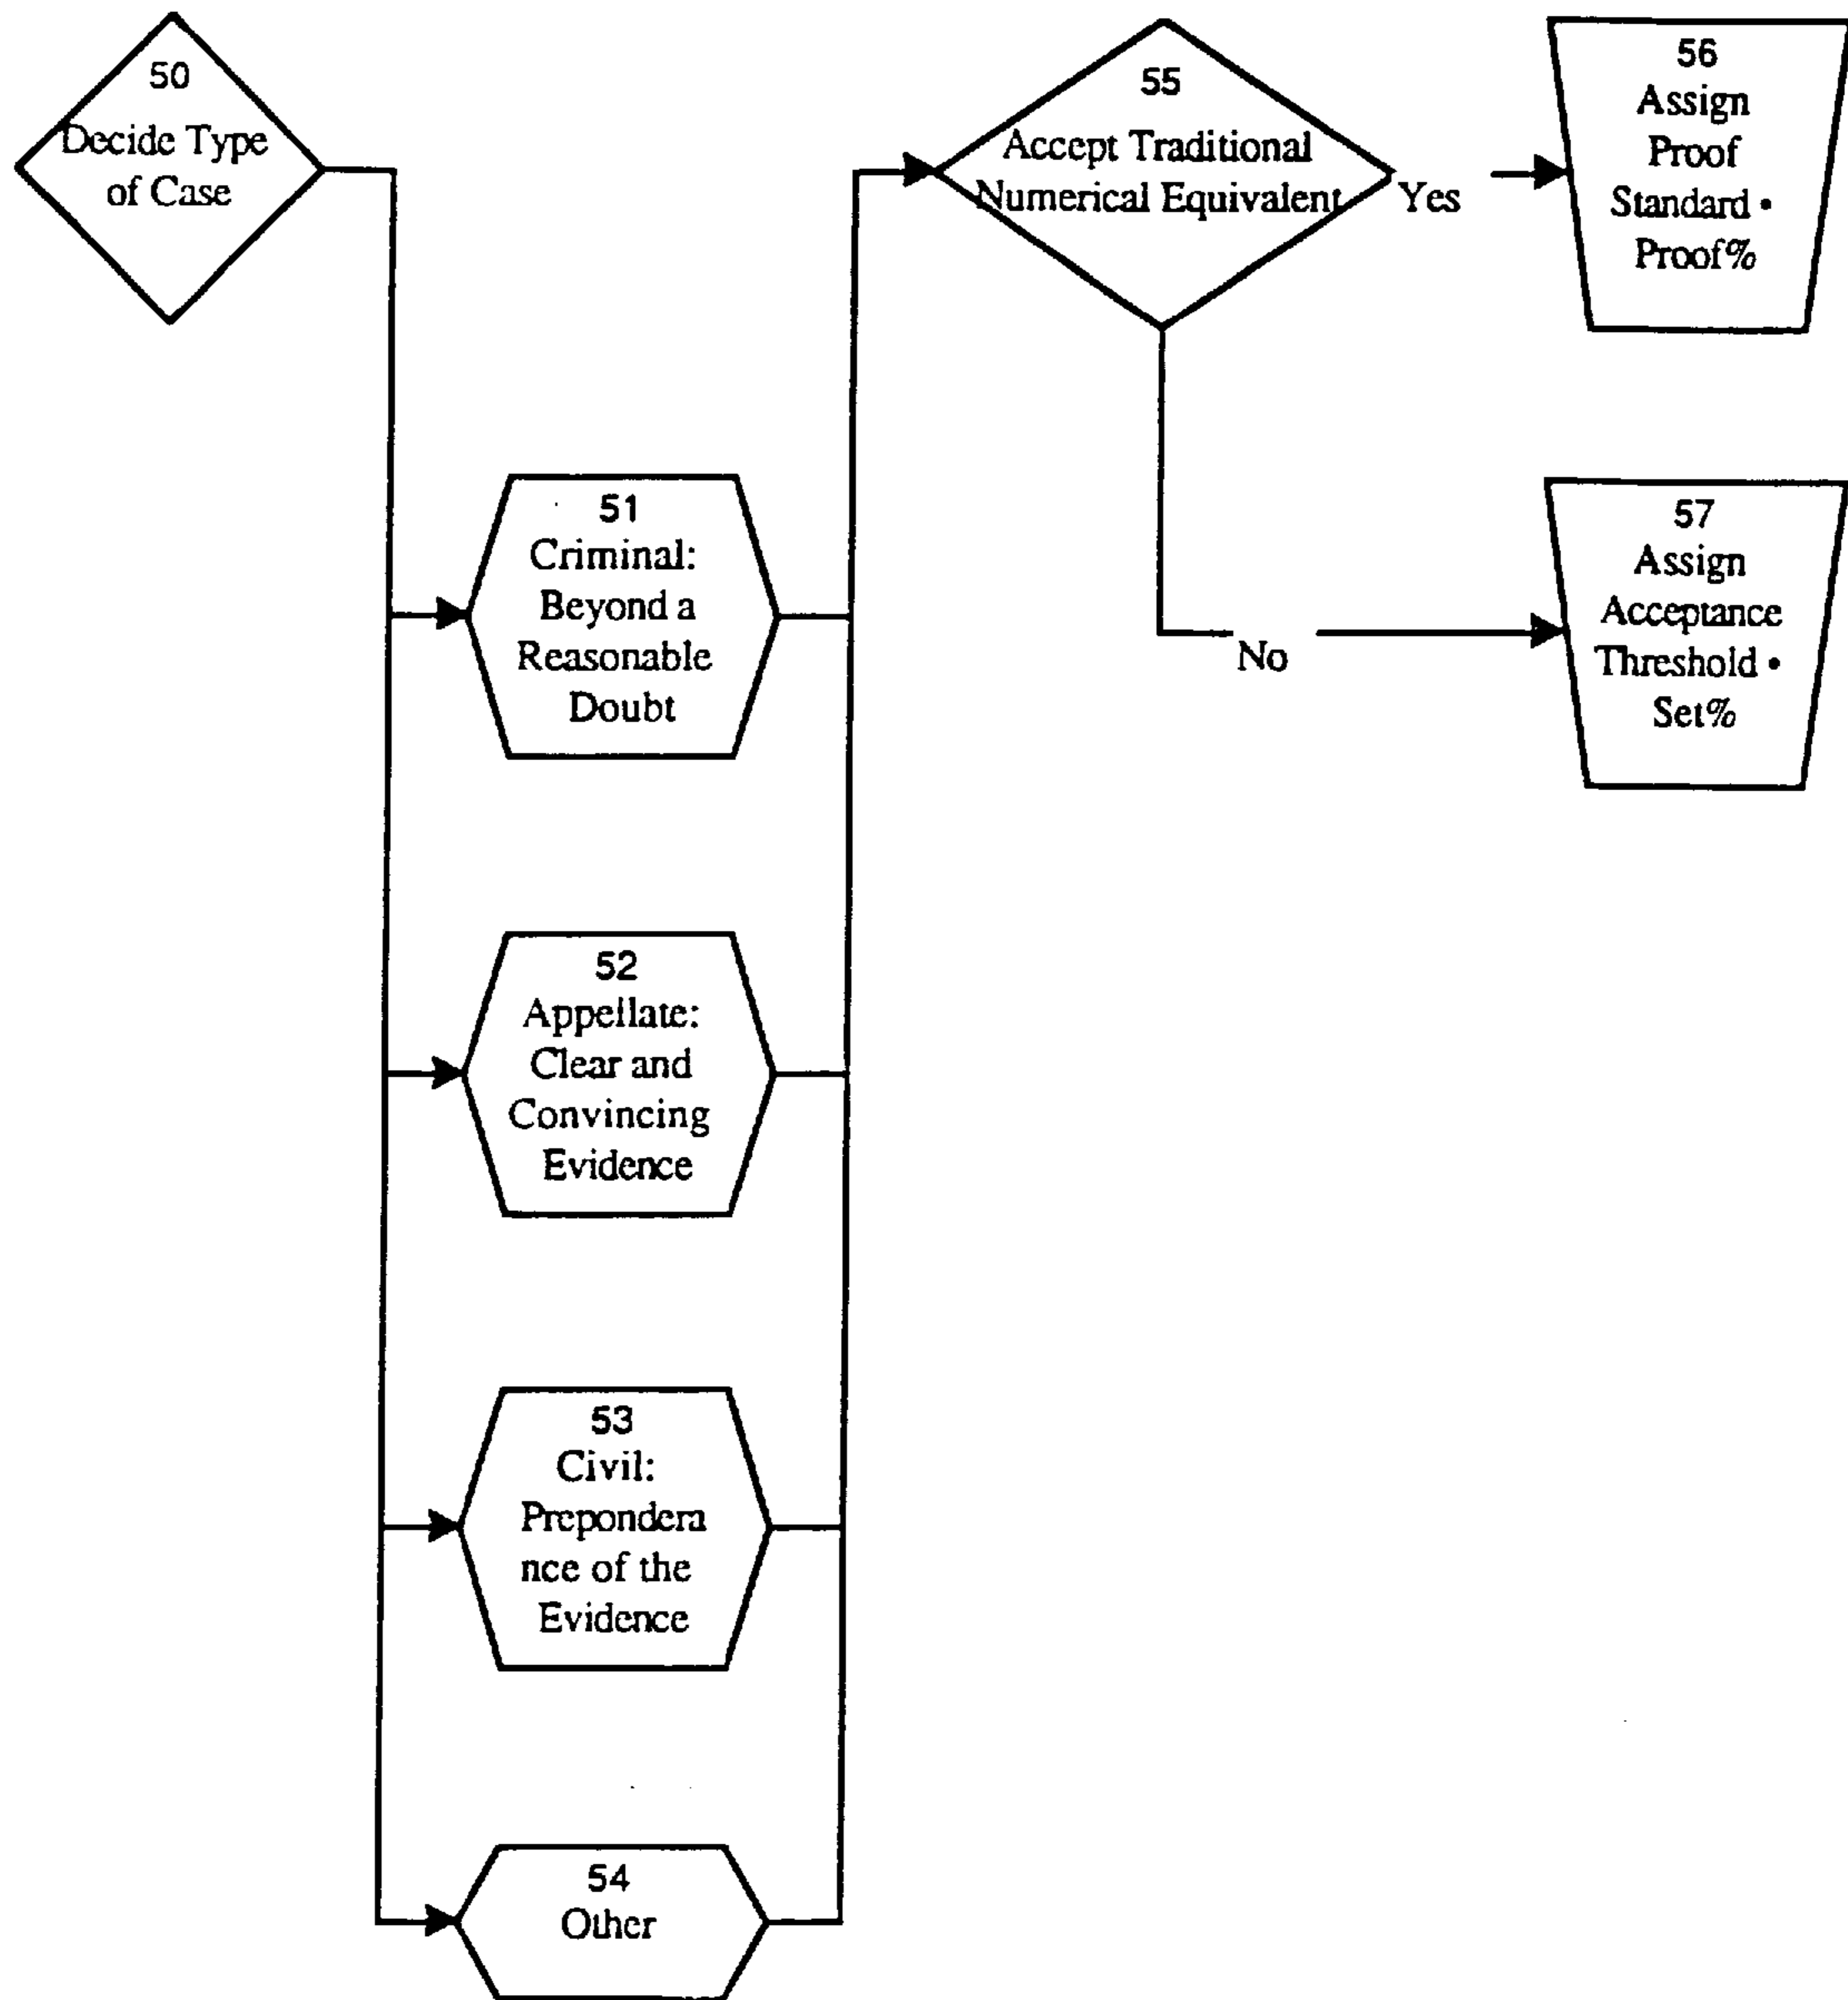 50
Decide Type
of Case
51
Criminal:
Beyond a
Reasonable
Doubt
52
Appellate:
Clear and
Convincing
Evidence
53
Civil:
Prepondera
nce of the
Evidence
54
Other
55
Accept Traditional
Numerical Equivalent
Yes
No
56
Assign
Proof
Standard •
Proof%
57
Assign
Acceptance
Threshold •
Set%